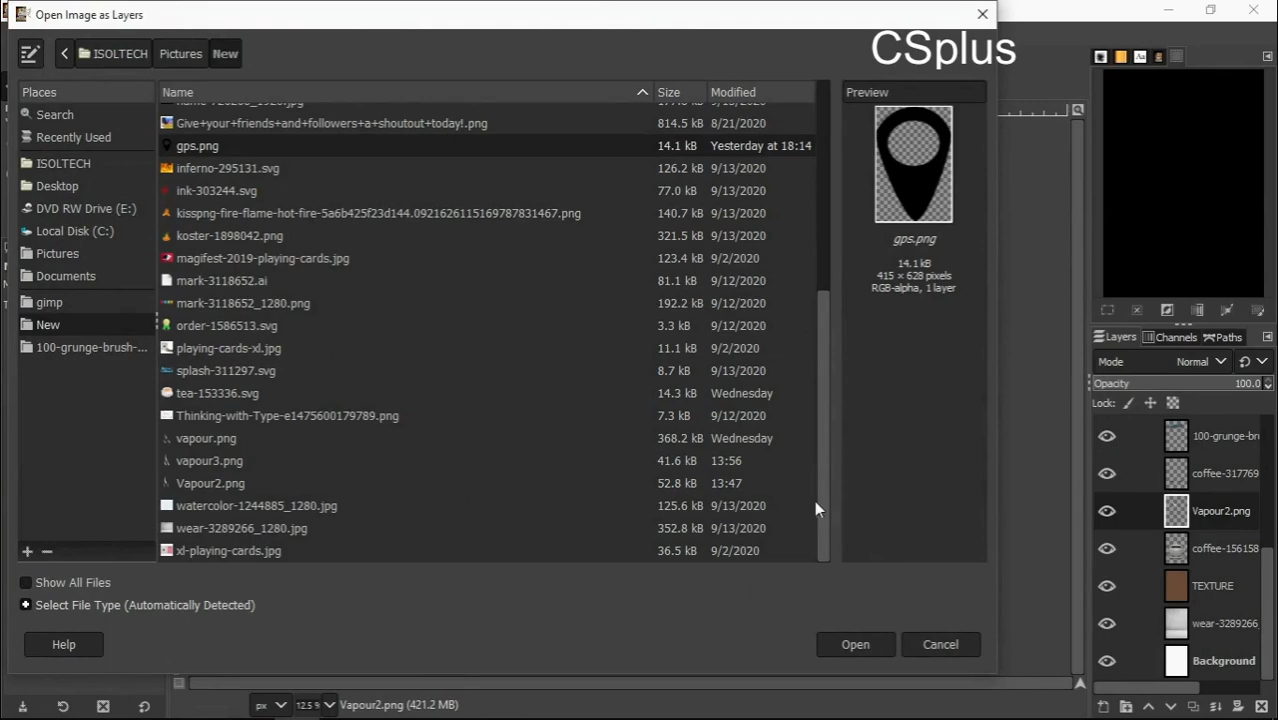 Open Image as Layers
CSplus
ISOLTECH Pictures New
Places Name Size Modified Preview
Search
Recently Used
ISOLTECH
Desktop
DVD RW Drive (E:)
Local Disk (C:)
Pictures
Documents
gimp
New
100-grunge-brush-...
Give+your+friends+and+followers+a+shoutout+today!.png 814.5 kB 8/21/2020
gps.png 14.1 kB Yesterday at 18:14
inferno-295131.svg 126.2 kB 9/13/2020
ink-303244.svg 77.0 kB 9/13/2020
kisspng-fire-flame-hot-fire-5a6b425f23d144.0921626115169787831467.png 140.7 kB 9/13/2020
koster-1898042.png 321.5 kB 9/13/2020
magifest-2019-playing-cards.jpg 123.4 kB 9/2/2020
mark-3118652.ai 81.1 kB 9/12/2020
mark-3118652_1280.png 192.2 kB 9/12/2020
order-1586513.svg 3.3 kB 9/12/2020
playing-cards-xl.jpg 11.1 kB 9/2/2020
splash-311297.svg 8.7 kB 9/13/2020
tea-153336.svg 14.3 kB Wednesday
Thinking-with-Type-e1475600179789.png 7.3 kB 9/12/2020
vapour.png 368.2 kB Wednesday
vapour3.png 41.6 kB 13:56
Vapour2.png 52.8 kB 13:47
watercolor-1244885_1280.jpg 125.6 kB 9/13/2020
wear-3289266_1280.jpg 352.8 kB 9/13/2020
xl-playing-cards.jpg 36.5 kB 9/2/2020
gps.png
14.1 kB
415 × 628 pixels
RGB-alpha, 1 layer
Show All Files
Select File Type (Automatically Detected)
Help Open Cancel
Aa
Layers Channels Paths
Mode Normal
Opacity 100.0
Lock:
100-grunge-br
coffee-317769
Vapour2.png
coffee-156158
TEXTURE
wear-3289266_
Background
px 12.5 % Vapour2.png (421.2 MB)